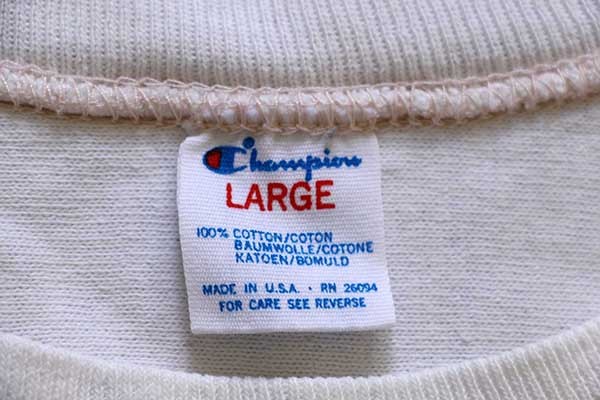 Champion
LARGE
100% COTTON/COTON
BAUMWOLLE/COTONE
KATOEN/BOMULD
MADE IN U.S.A. · RN 26094
FOR CARE SEE REVERSE